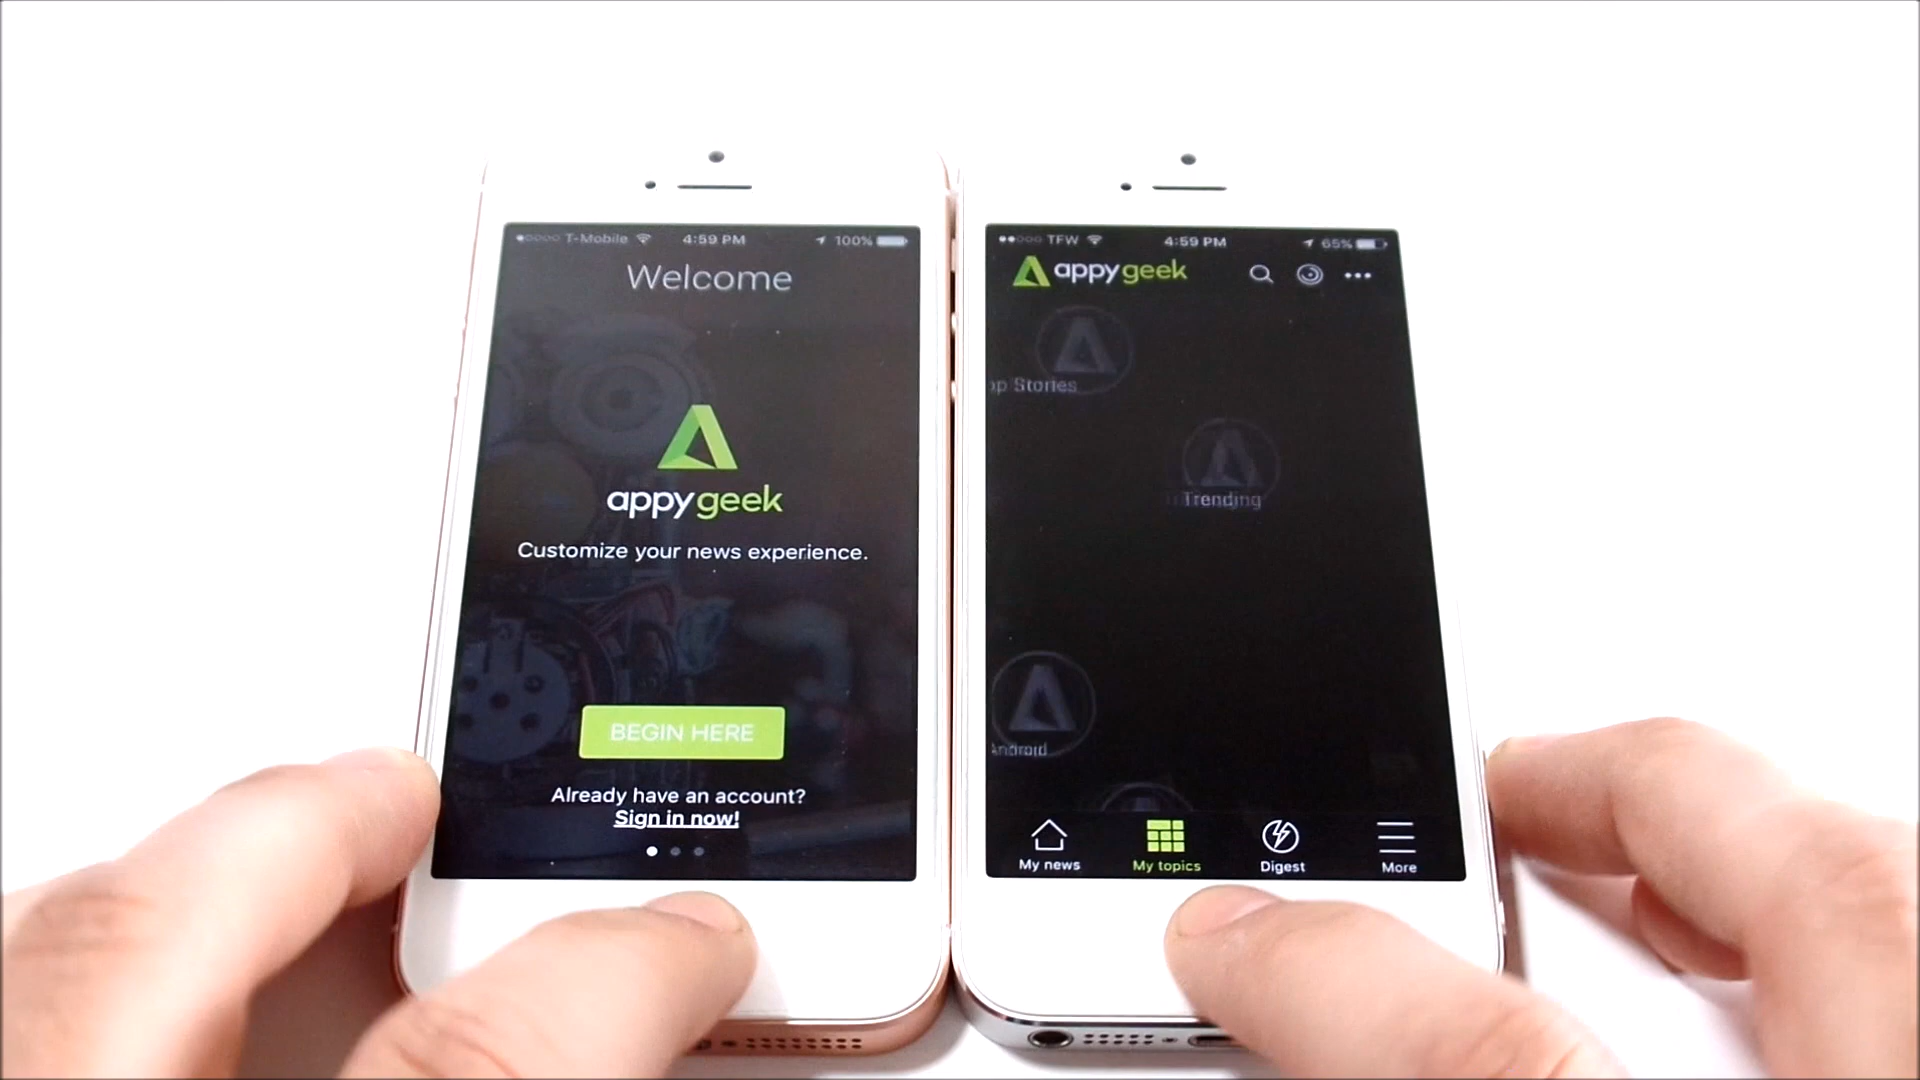 T-Mobile 4:59 PM 100%
Welcome
appygeek
Customize your news experience.
BEGIN HERE
Already have an account?
Sign in now!
TFW 4:59 PM 65%
appygeek
op Stories
Trending
Android
My news My topics Digest More